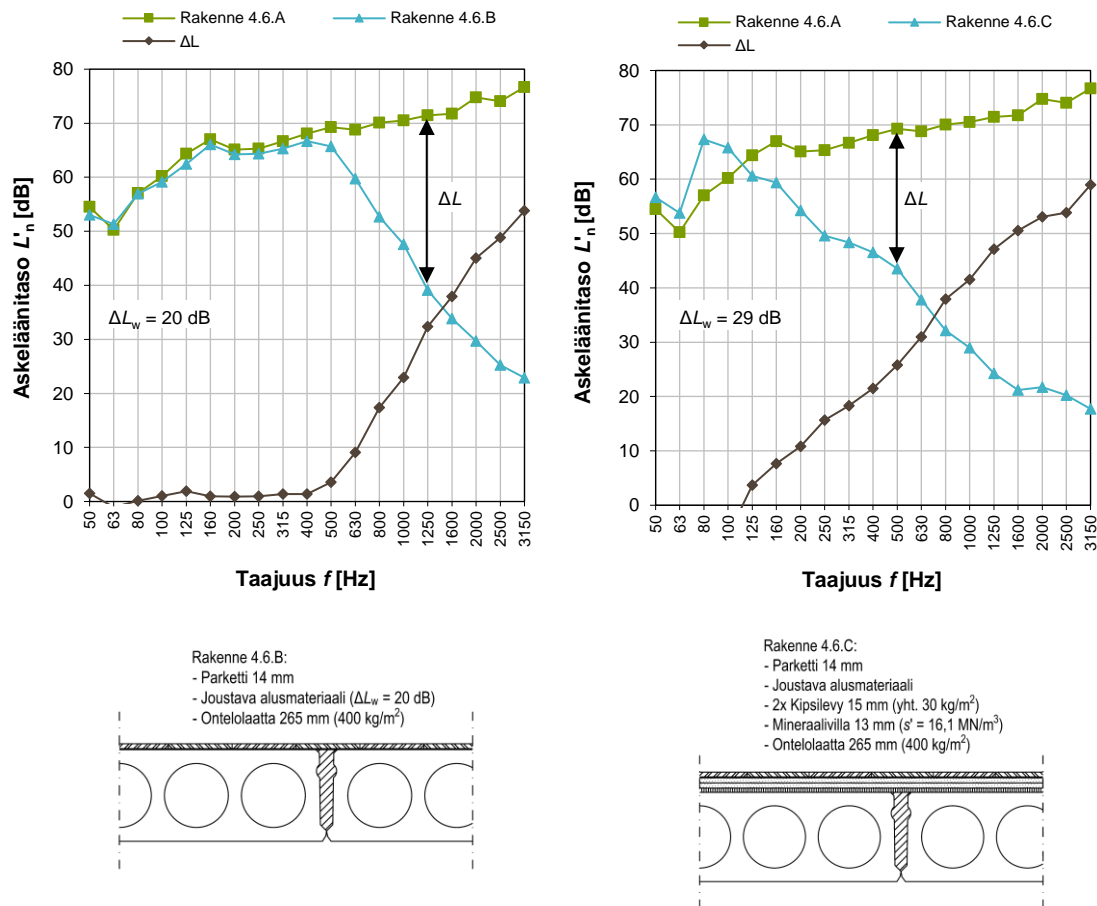 Rakenne 4.6.A
Rakenne 4.6.B
ΔL
80
70
60
50
40
30
20
10
0
Askeläänitaso L'n [dB]
ΔL
ΔLw = 20 dB
50
63
80
100
125
160
200
250
315
400
500
630
800
1000
1250
1600
2000
2500
3150
Taajuus f [Hz]
Rakenne 4.6.A
Rakenne 4.6.C
ΔL
80
70
60
50
40
30
20
10
0
Askeläänitaso L'n [dB]
ΔL
ΔLw = 29 dB
50
63
80
100
125
160
200
250
315
400
500
630
800
1000
1250
1600
2000
2500
3150
Taajuus f [Hz]
Rakenne 4.6.B:
- Parketti 14 mm
- Joustava alusmateriaali (ΔLw = 20 dB)
- Ontelolaatta 265 mm (400 kg/m²)
Rakenne 4.6.C:
- Parketti 14 mm
- Joustava alusmateriaali
- 2x Kipsilevy 15 mm (yht. 30 kg/m²)
- Mineraalivilla 13 mm (s' = 16,1 MN/m³)
- Ontelolaatta 265 mm (400 kg/m²)